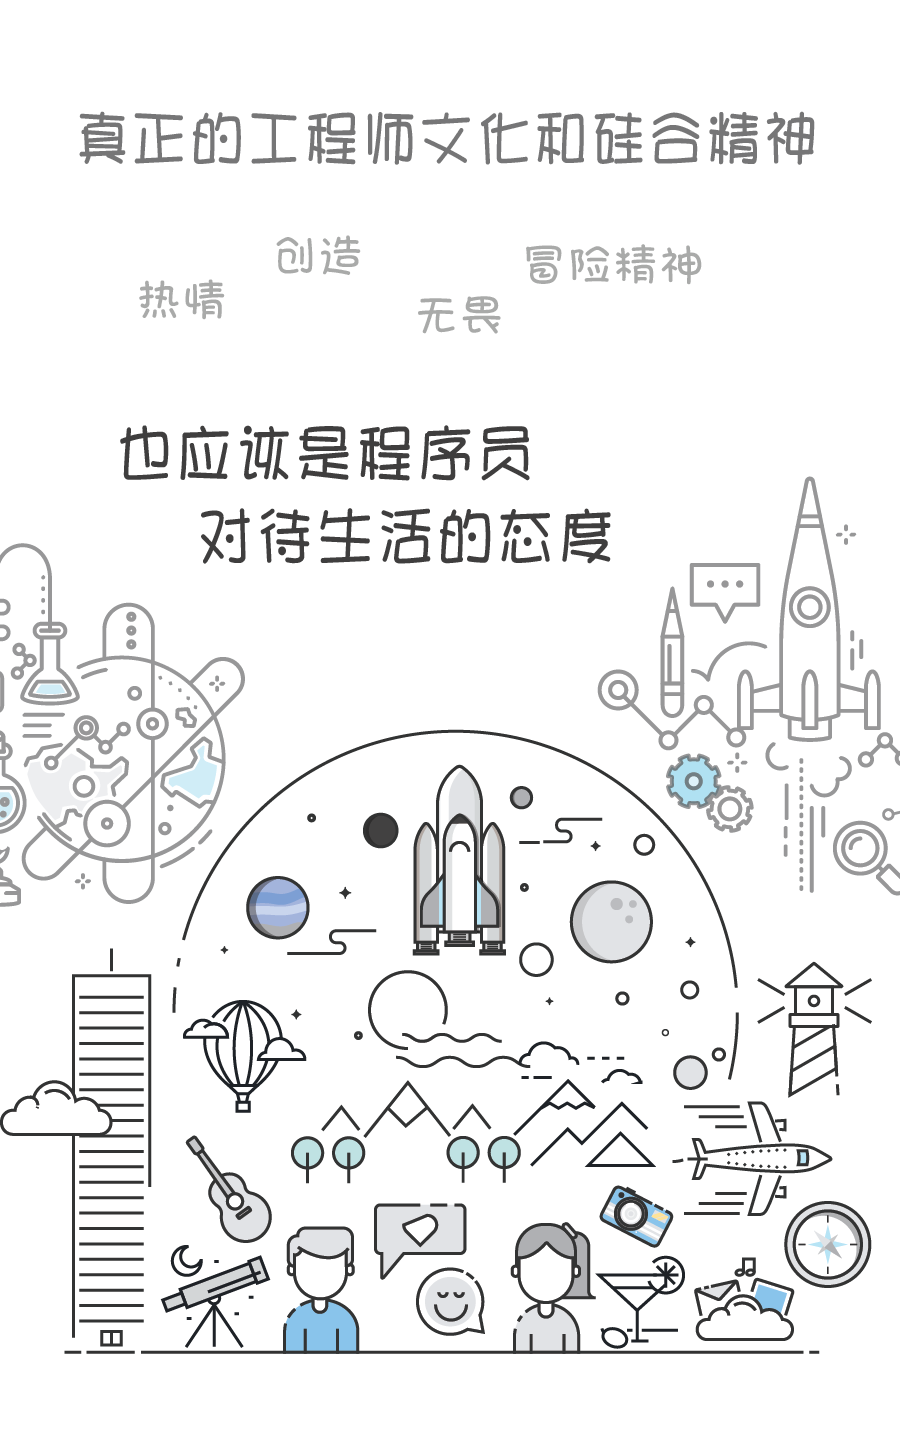 真正的工程师文化和硅谷精神
创造
冒险精神
热情
无畏
也应该是程序员
对待生活的态度